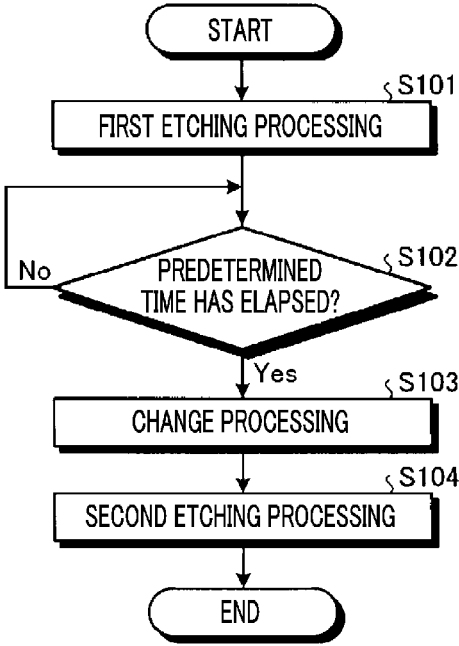 START
S101
FIRST ETCHING PROCESSING
S102
No
PREDETERMINED
TIME HAS ELAPSED?
Yes
S103
CHANGE PROCESSING
S104
SECOND ETCHING PROCESSING
END